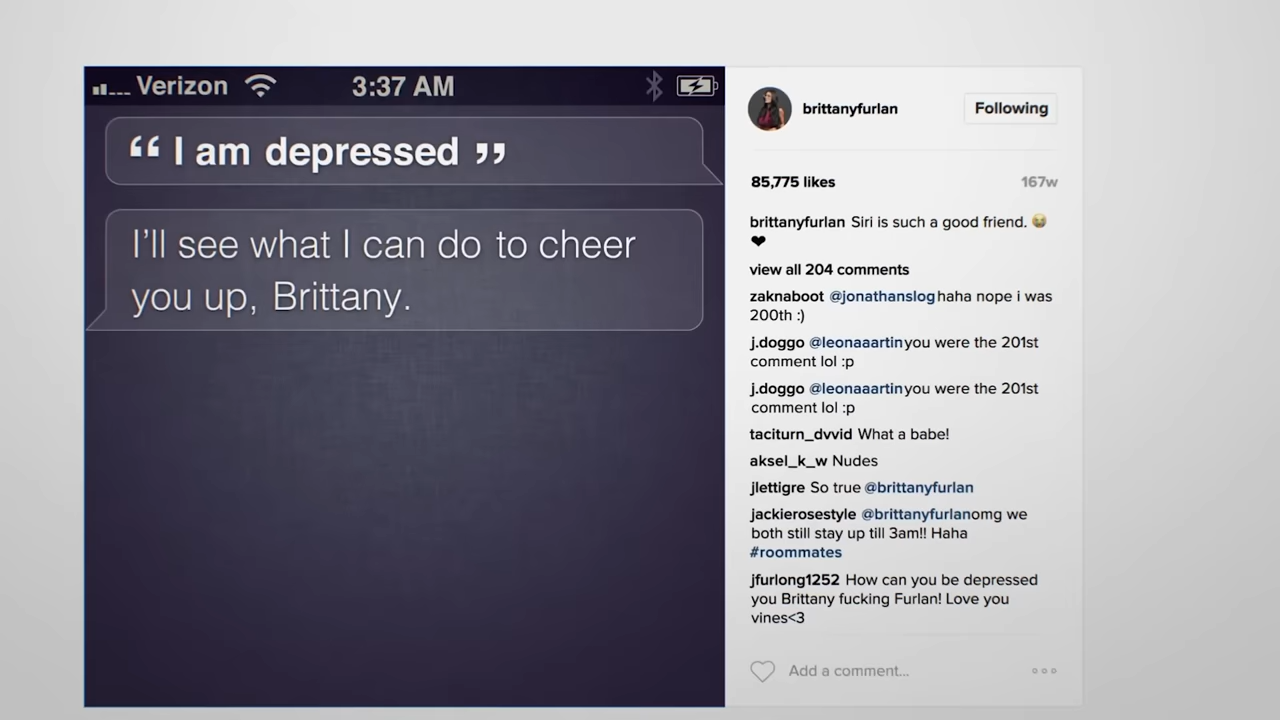 Verizon 3:37 AM
“ I am depressed ”
I’ll see what I can do to cheer
you up, Brittany.
brittanyfurlan Following
85,775 likes 167w
brittanyfurlan Siri is such a good friend. 😂
❤
view all 204 comments
zaknaboot @jonathanslog haha nope i was
200th :)
j.doggo @leonaaartin you were the 201st
comment lol :p
j.doggo @leonaaartin you were the 201st
comment lol :p
taciturn_dvvid What a babe!
aksel_k_w Nudes
jlettigre So true @brittanyfurlan
jackierosestyle @brittanyfurlanomg we
both still stay up till 3am!! Haha
#roommates
jfurlong1252 How can you be depressed
you Brittany fucking Furlan! Love you
vines<3
Add a comment...